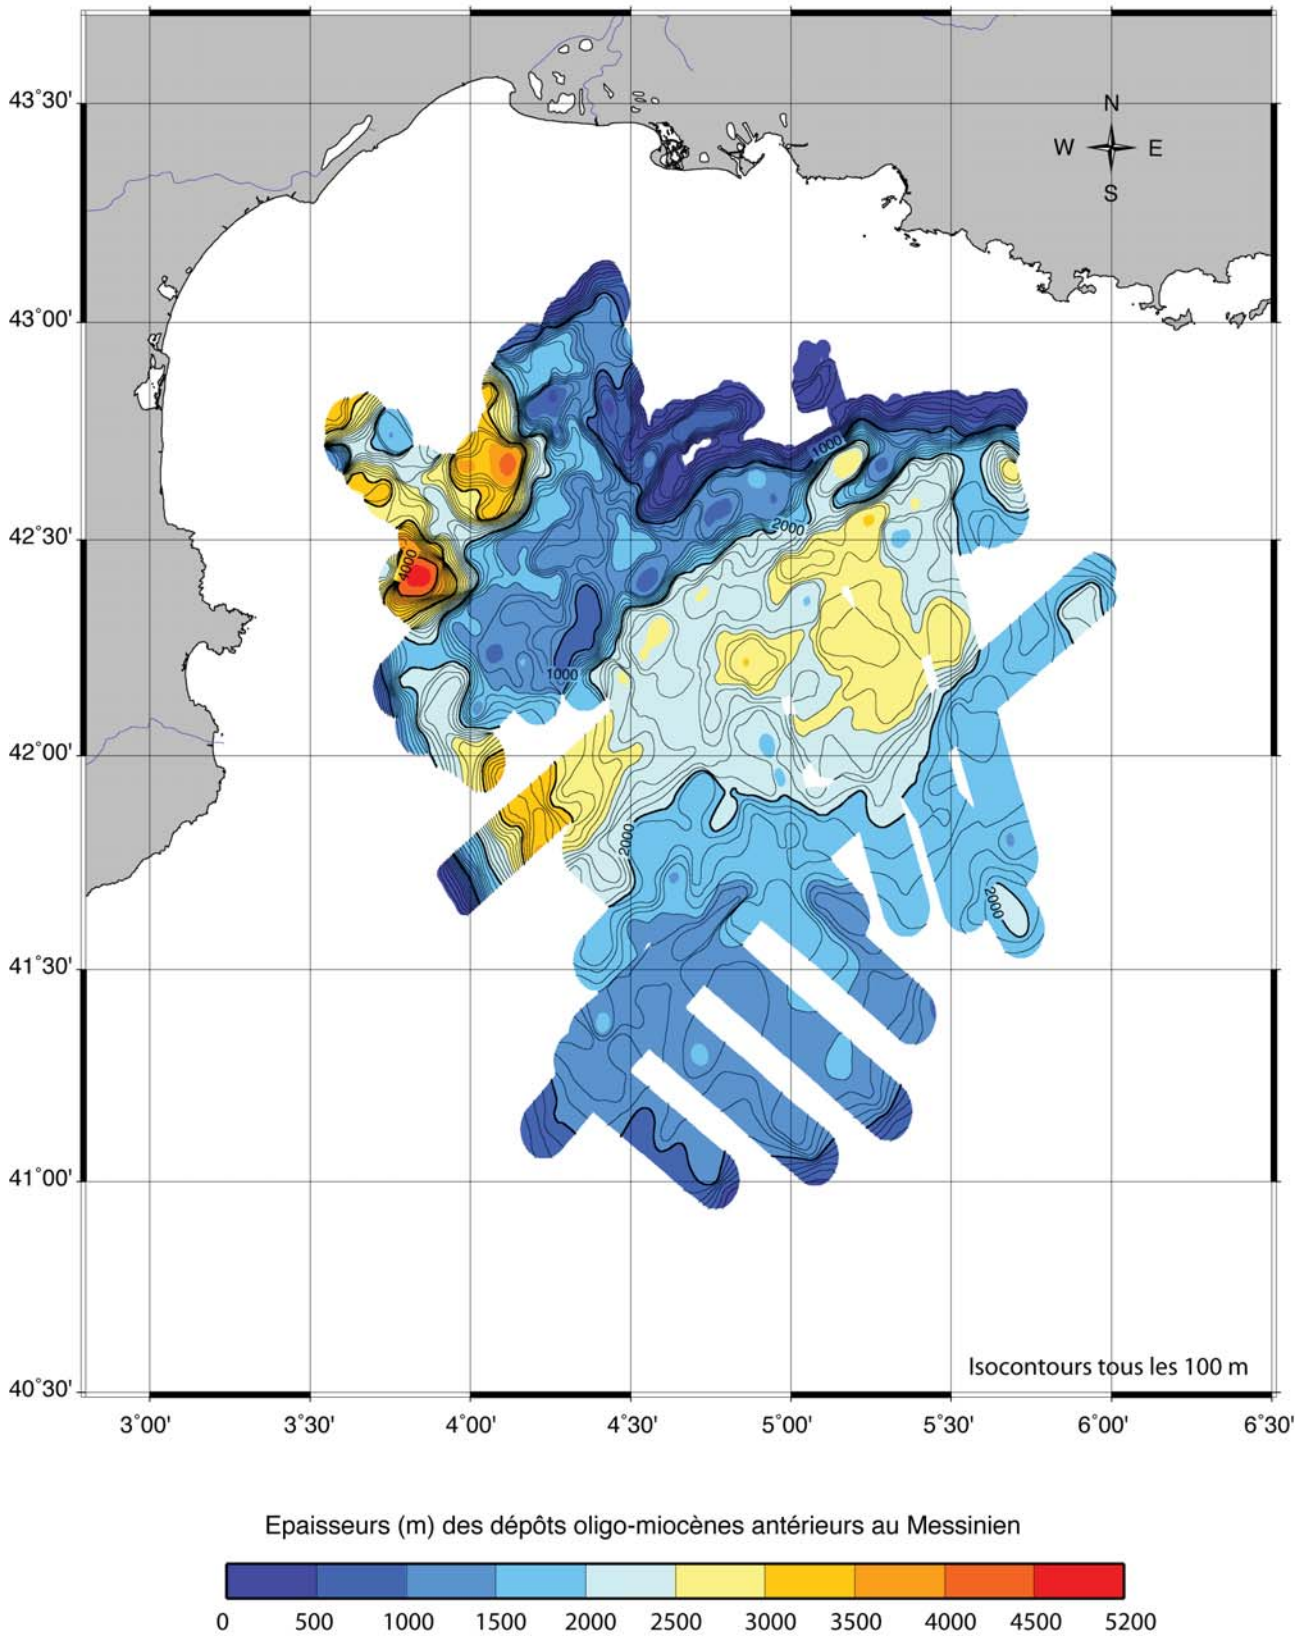 43°30'
N
W E
S
43°00'
1000
2000
42°30'
4000
1000
42°00'
2000
2000
41°30'
41°00'
Isocontours tous les 100 m
40°30'
3°00' 3°30' 4°00' 4°30' 5°00' 5°30' 6°00' 6°30'
Epaisseurs (m) des dépôts oligo-miocènes antérieurs au Messinien
0 500 1000 1500 2000 2500 3000 3500 4000 4500 5200